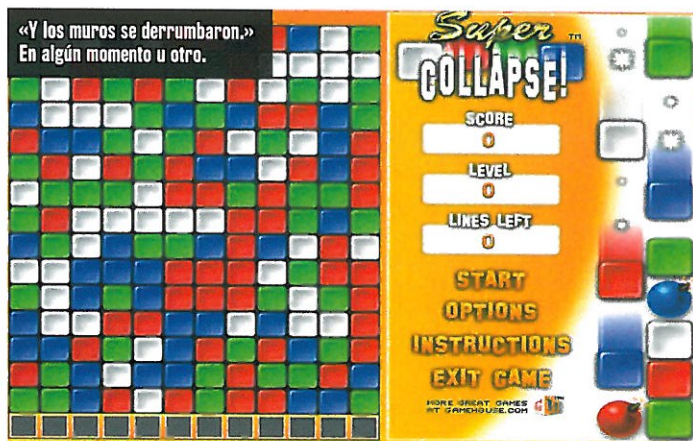 «Y los muros se derrumbaron.»
En algún momento u otro.
Super
COLLAPSE!
TM
SCORE
0
LEVEL
0
LINES LEFT
0
START
OPTIONS
INSTRUCTIONS
EXIT GAME
MORE GREAT GAMES
AT GAMEHOUSE.COM